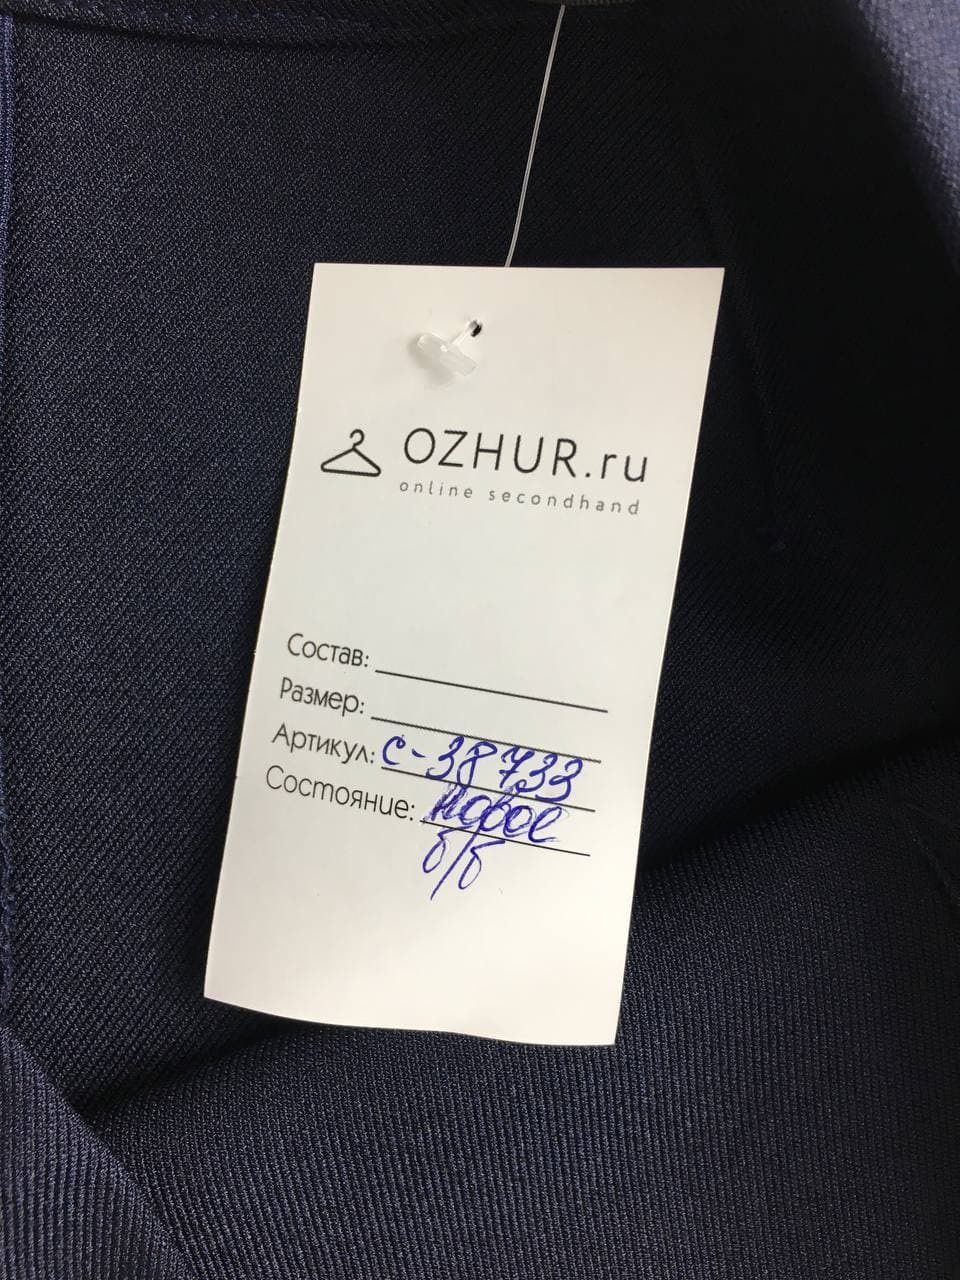 OZHUR.ru
online secondhand
Состав:
Размер:
Артикул: С-38733
Состояние: Новое
б/б